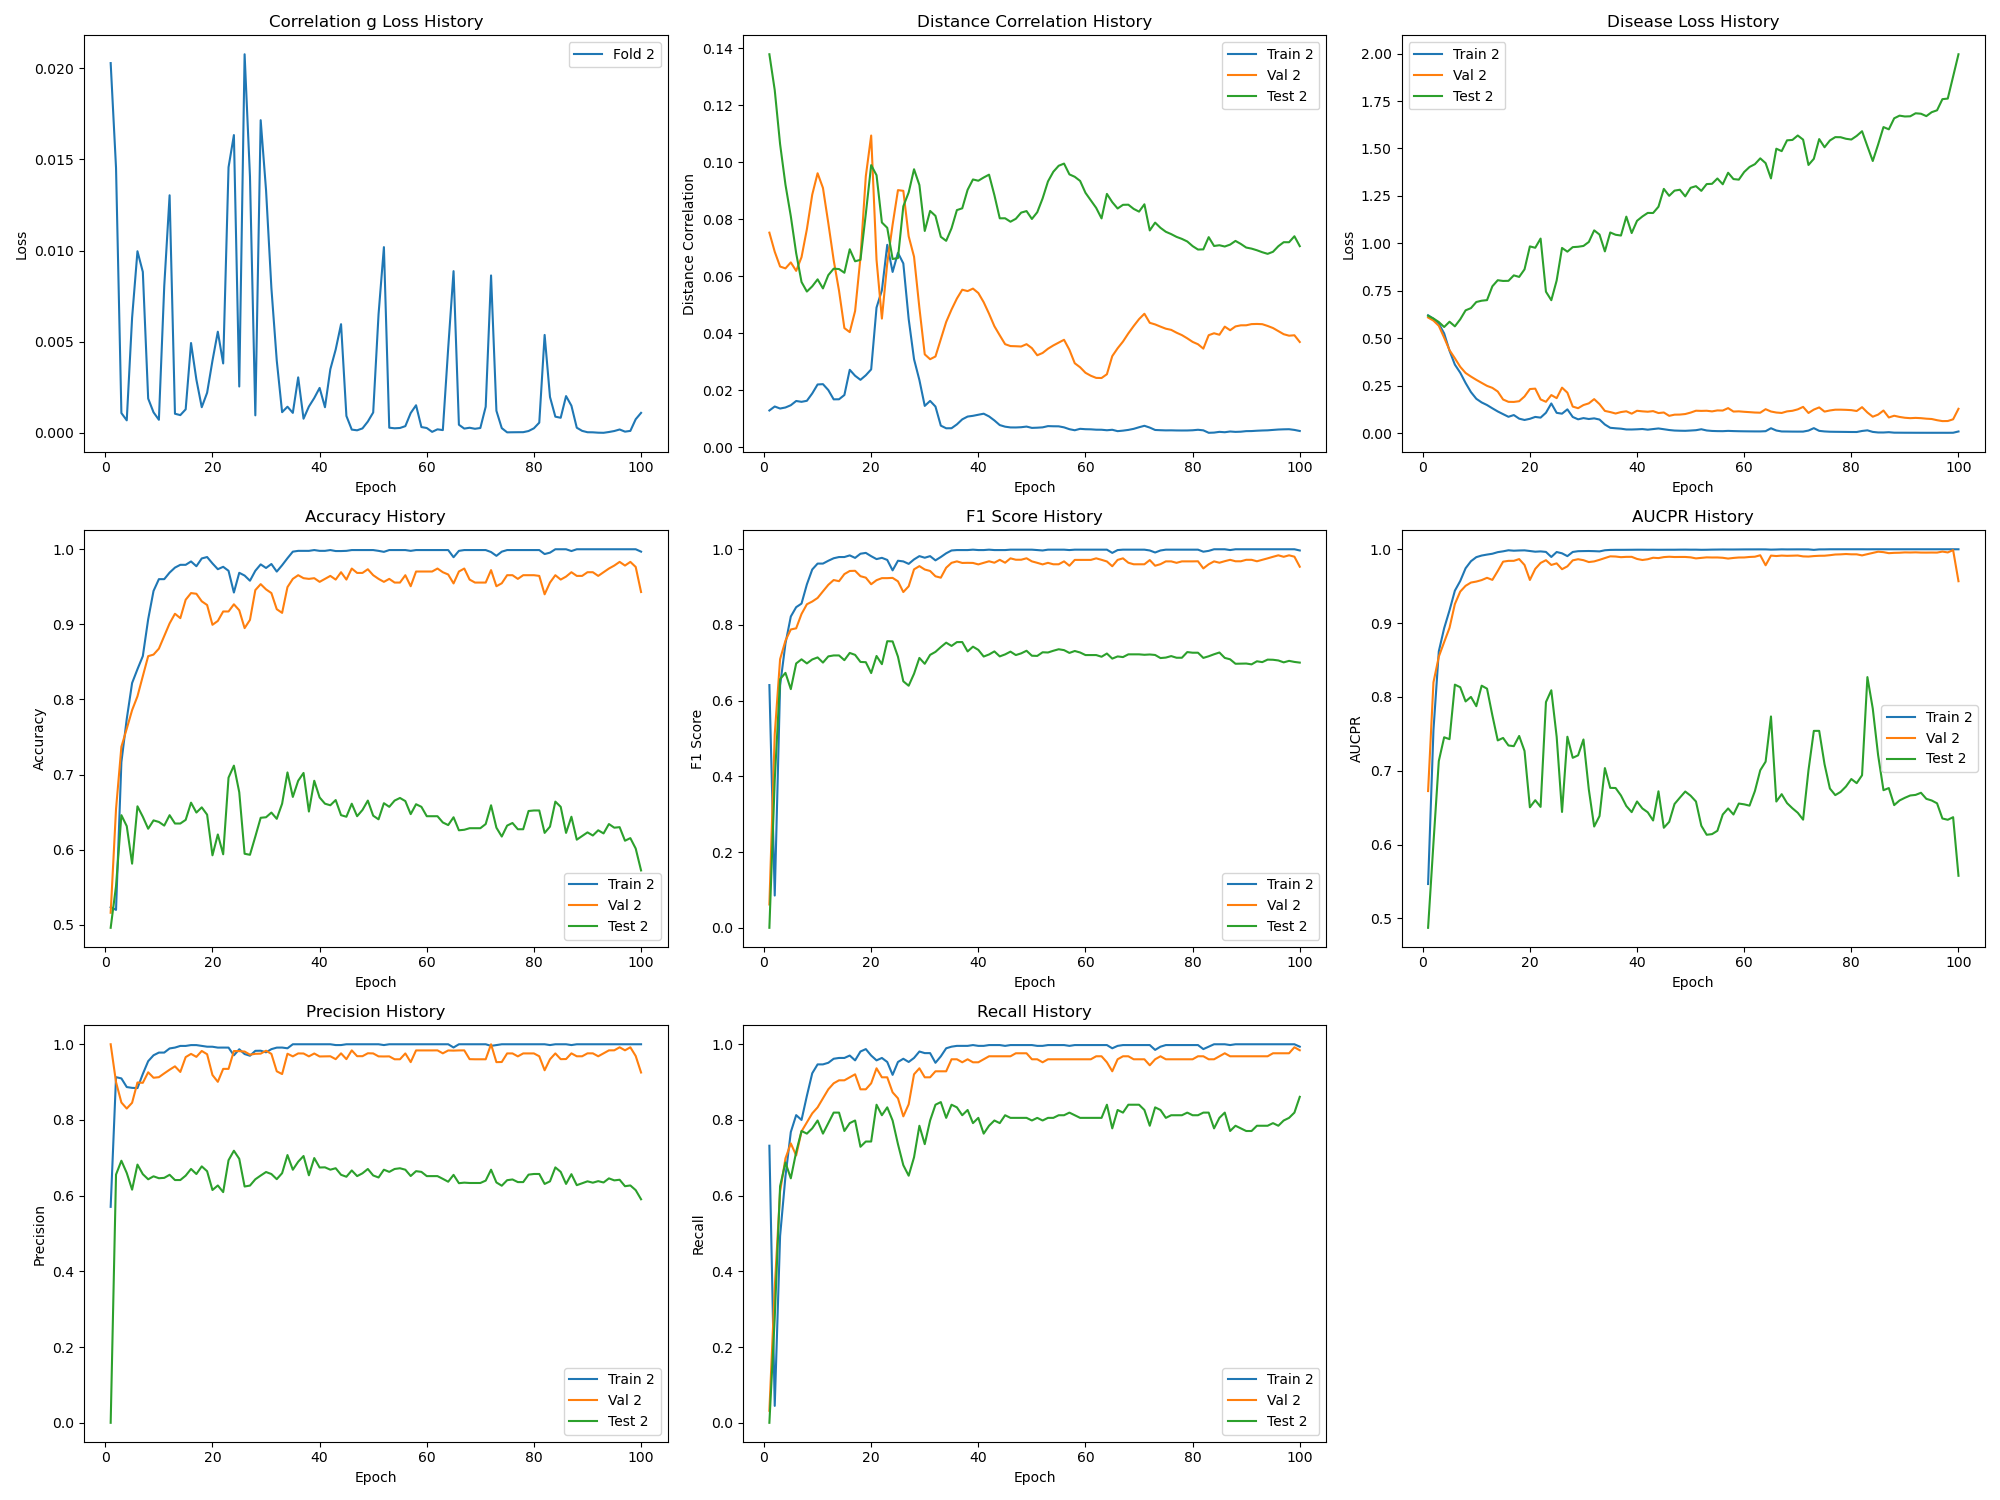 Correlation g Loss History
Loss
0.020
0.015
0.010
0.005
0.000
Fold 2
0 20 40 60 80 100
Epoch
Distance Correlation History
Distance Correlation
0.14
0.12
0.10
0.08
0.06
0.04
0.02
0.00
Train 2
Val 2
Test 2
0 20 40 60 80 100
Epoch
Disease Loss History
Loss
2.00
1.75
1.50
1.25
1.00
0.75
0.50
0.25
0.00
Train 2
Val 2
Test 2
0 20 40 60 80 100
Epoch
Accuracy History
Accuracy
1.0
0.9
0.8
0.7
0.6
0.5
Train 2
Val 2
Test 2
0 20 40 60 80 100
Epoch
F1 Score History
F1 Score
1.0
0.8
0.6
0.4
0.2
0.0
Train 2
Val 2
Test 2
0 20 40 60 80 100
Epoch
AUCPR History
AUCPR
1.0
0.9
0.8
0.7
0.6
0.5
Train 2
Val 2
Test 2
0 20 40 60 80 100
Epoch
Precision History
Precision
1.0
0.8
0.6
0.4
0.2
0.0
Train 2
Val 2
Test 2
0 20 40 60 80 100
Epoch
Recall History
Recall
1.0
0.8
0.6
0.4
0.2
0.0
Train 2
Val 2
Test 2
0 20 40 60 80 100
Epoch